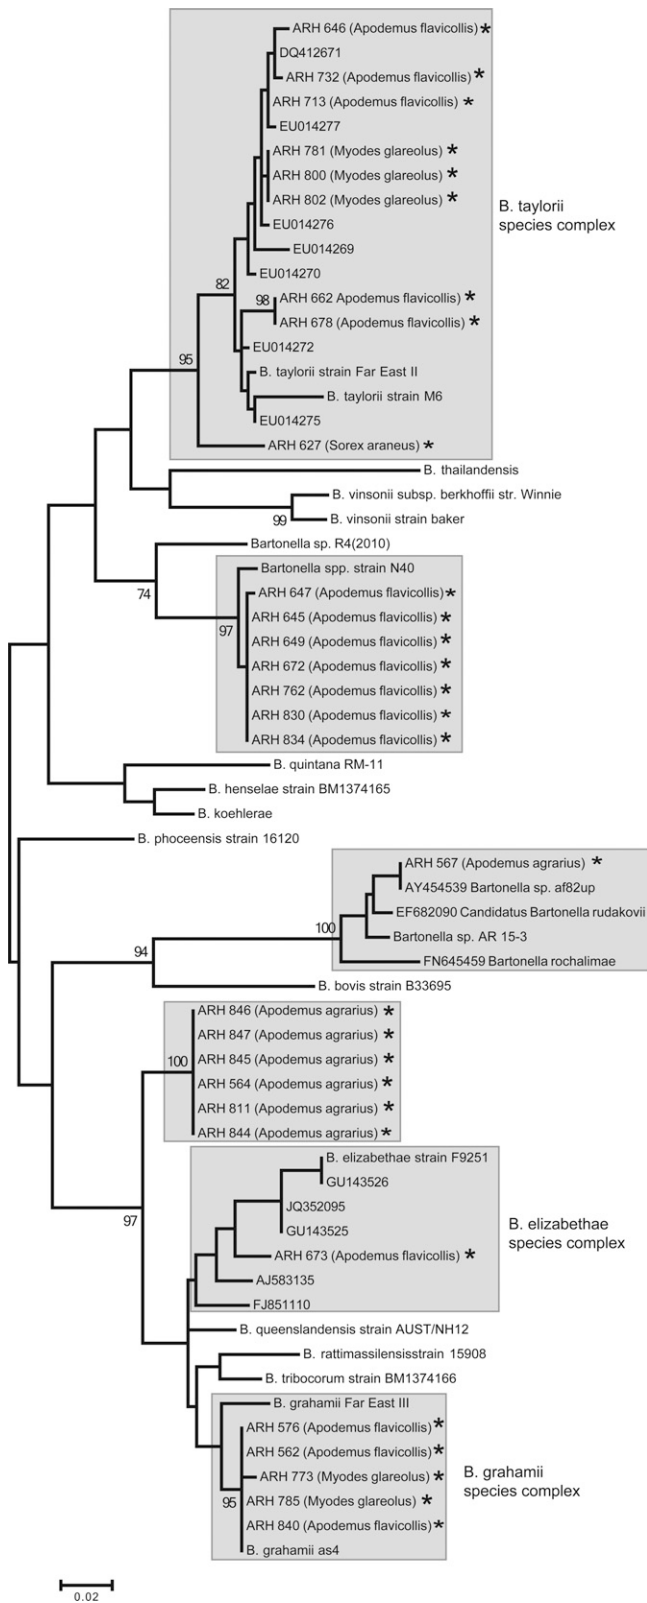 ARH 646 (Apodemus flavicollis) *
DQ412671
ARH 732 (Apodemus flavicollis) *
ARH 713 (Apodemus flavicollis) *
EU014277
ARH 781 (Myodes glareolus) *
ARH 800 (Myodes glareolus) *
ARH 802 (Myodes glareolus) *
B. taylorii
species complex
EU014276
EU014269
EU014270
82
98
ARH 662 Apodemus flavicollis) *
ARH 678 (Apodemus flavicollis) *
EU014272
95
B. taylorii strain Far East II
B. taylorii strain M6
EU014275
ARH 627 (Sorex araneus) *
B. thailandensis
B. vinsonii subsp. berkhoffii str. Winnie
99
B. vinsonii strain baker
Bartonella sp. R4(2010)
74
Bartonella spp. strain N40
ARH 647 (Apodemus flavicollis) *
ARH 645 (Apodemus flavicollis) *
97
ARH 649 (Apodemus flavicollis) *
ARH 672 (Apodemus flavicollis) *
ARH 762 (Apodemus flavicollis) *
ARH 830 (Apodemus flavicollis) *
ARH 834 (Apodemus flavicollis) *
B. quintana RM-11
B. henselae strain BM1374165
B. koehlerae
B. phoceensis strain 16120
ARH 567 (Apodemus agrarius) *
AY454539 Bartonella sp. af82up
EF682090 Candidatus Bartonella rudakovii
100
Bartonella sp. AR 15-3
94
FN645459 Bartonella rochalimae
B. bovis strain B33695
ARH 846 (Apodemus agrarius) *
ARH 847 (Apodemus agrarius) *
100
ARH 845 (Apodemus agrarius) *
ARH 564 (Apodemus agrarius) *
ARH 811 (Apodemus agrarius) *
ARH 844 (Apodemus agrarius) *
B. elizabethae strain F9251
GU143526
JQ352095
97
GU143525
B. elizabethae
species complex
ARH 673 (Apodemus flavicollis) *
AJ583135
FJ851110
B. queenslandensis strain AUST/NH12
B. rattimassilensisstrain 15908
B. tribocorum strain BM1374166
B. grahamii Far East III
ARH 576 (Apodemus flavicollis) *
ARH 562 (Apodemus flavicollis) *
ARH 773 (Myodes glareolus) *
B. grahamii
species complex
95
ARH 785 (Myodes glareolus) *
ARH 840 (Apodemus flavicollis) *
B. grahamii as4
0.02